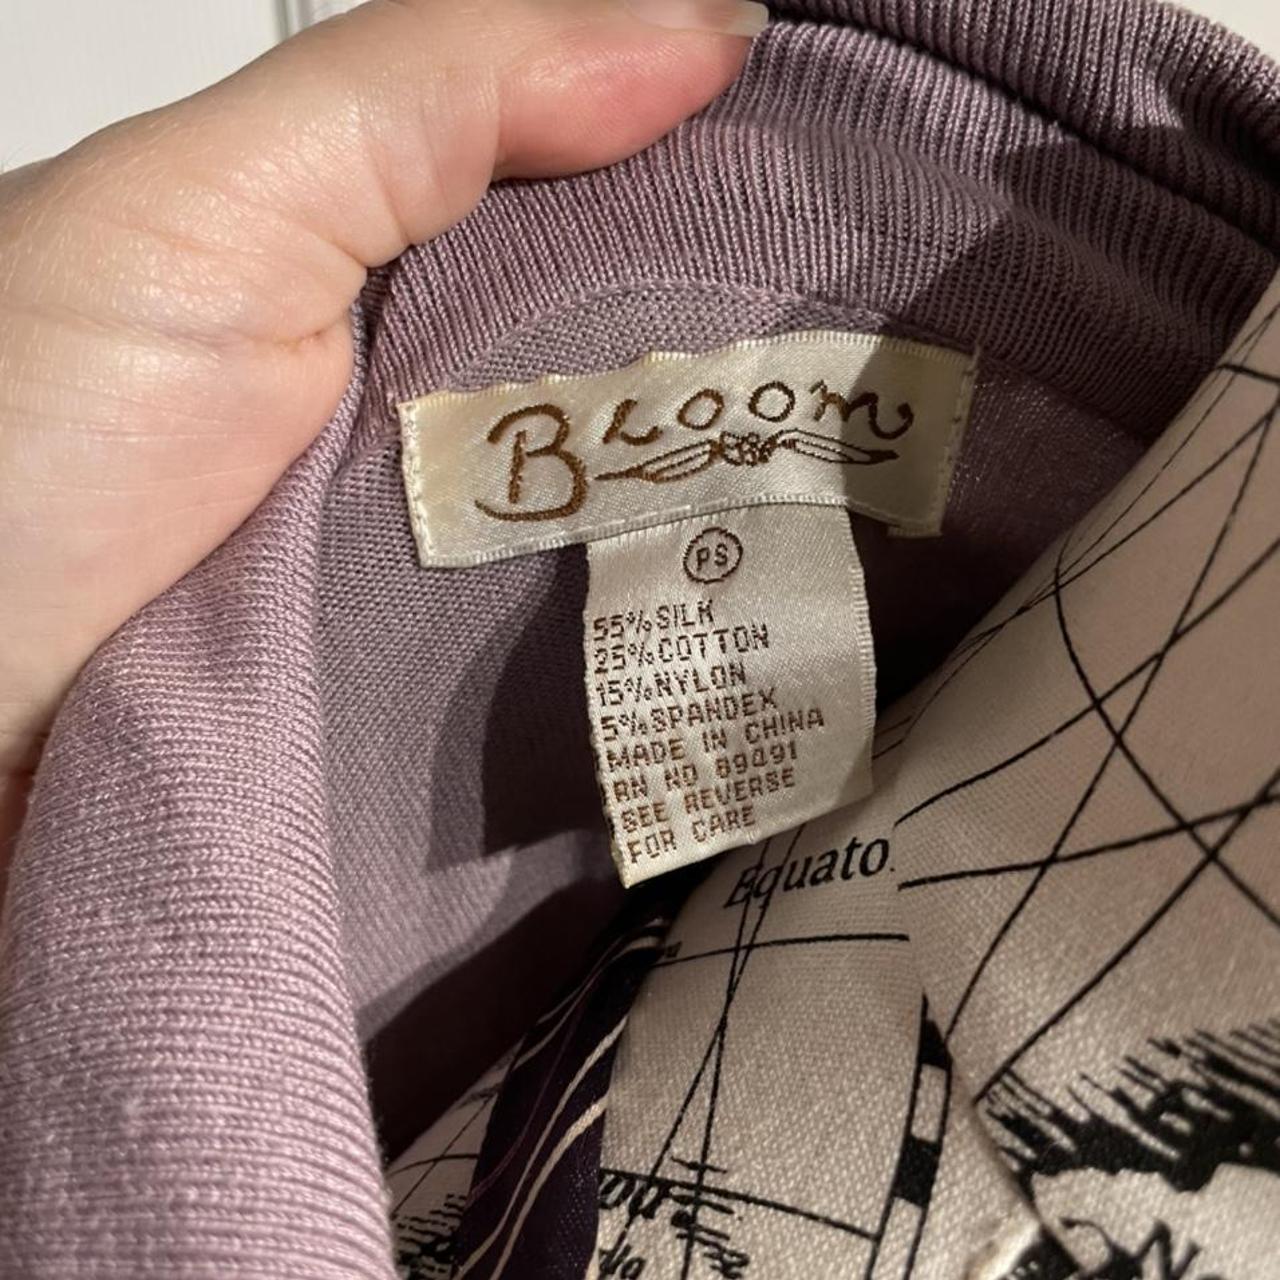 BLOOM
PS
55% SILK
25% COTTON
15% NYLON
5% SPANDEX
MADE IN CHINA
RN NO 89091
SEE REVERSE
FOR CARE
Equato